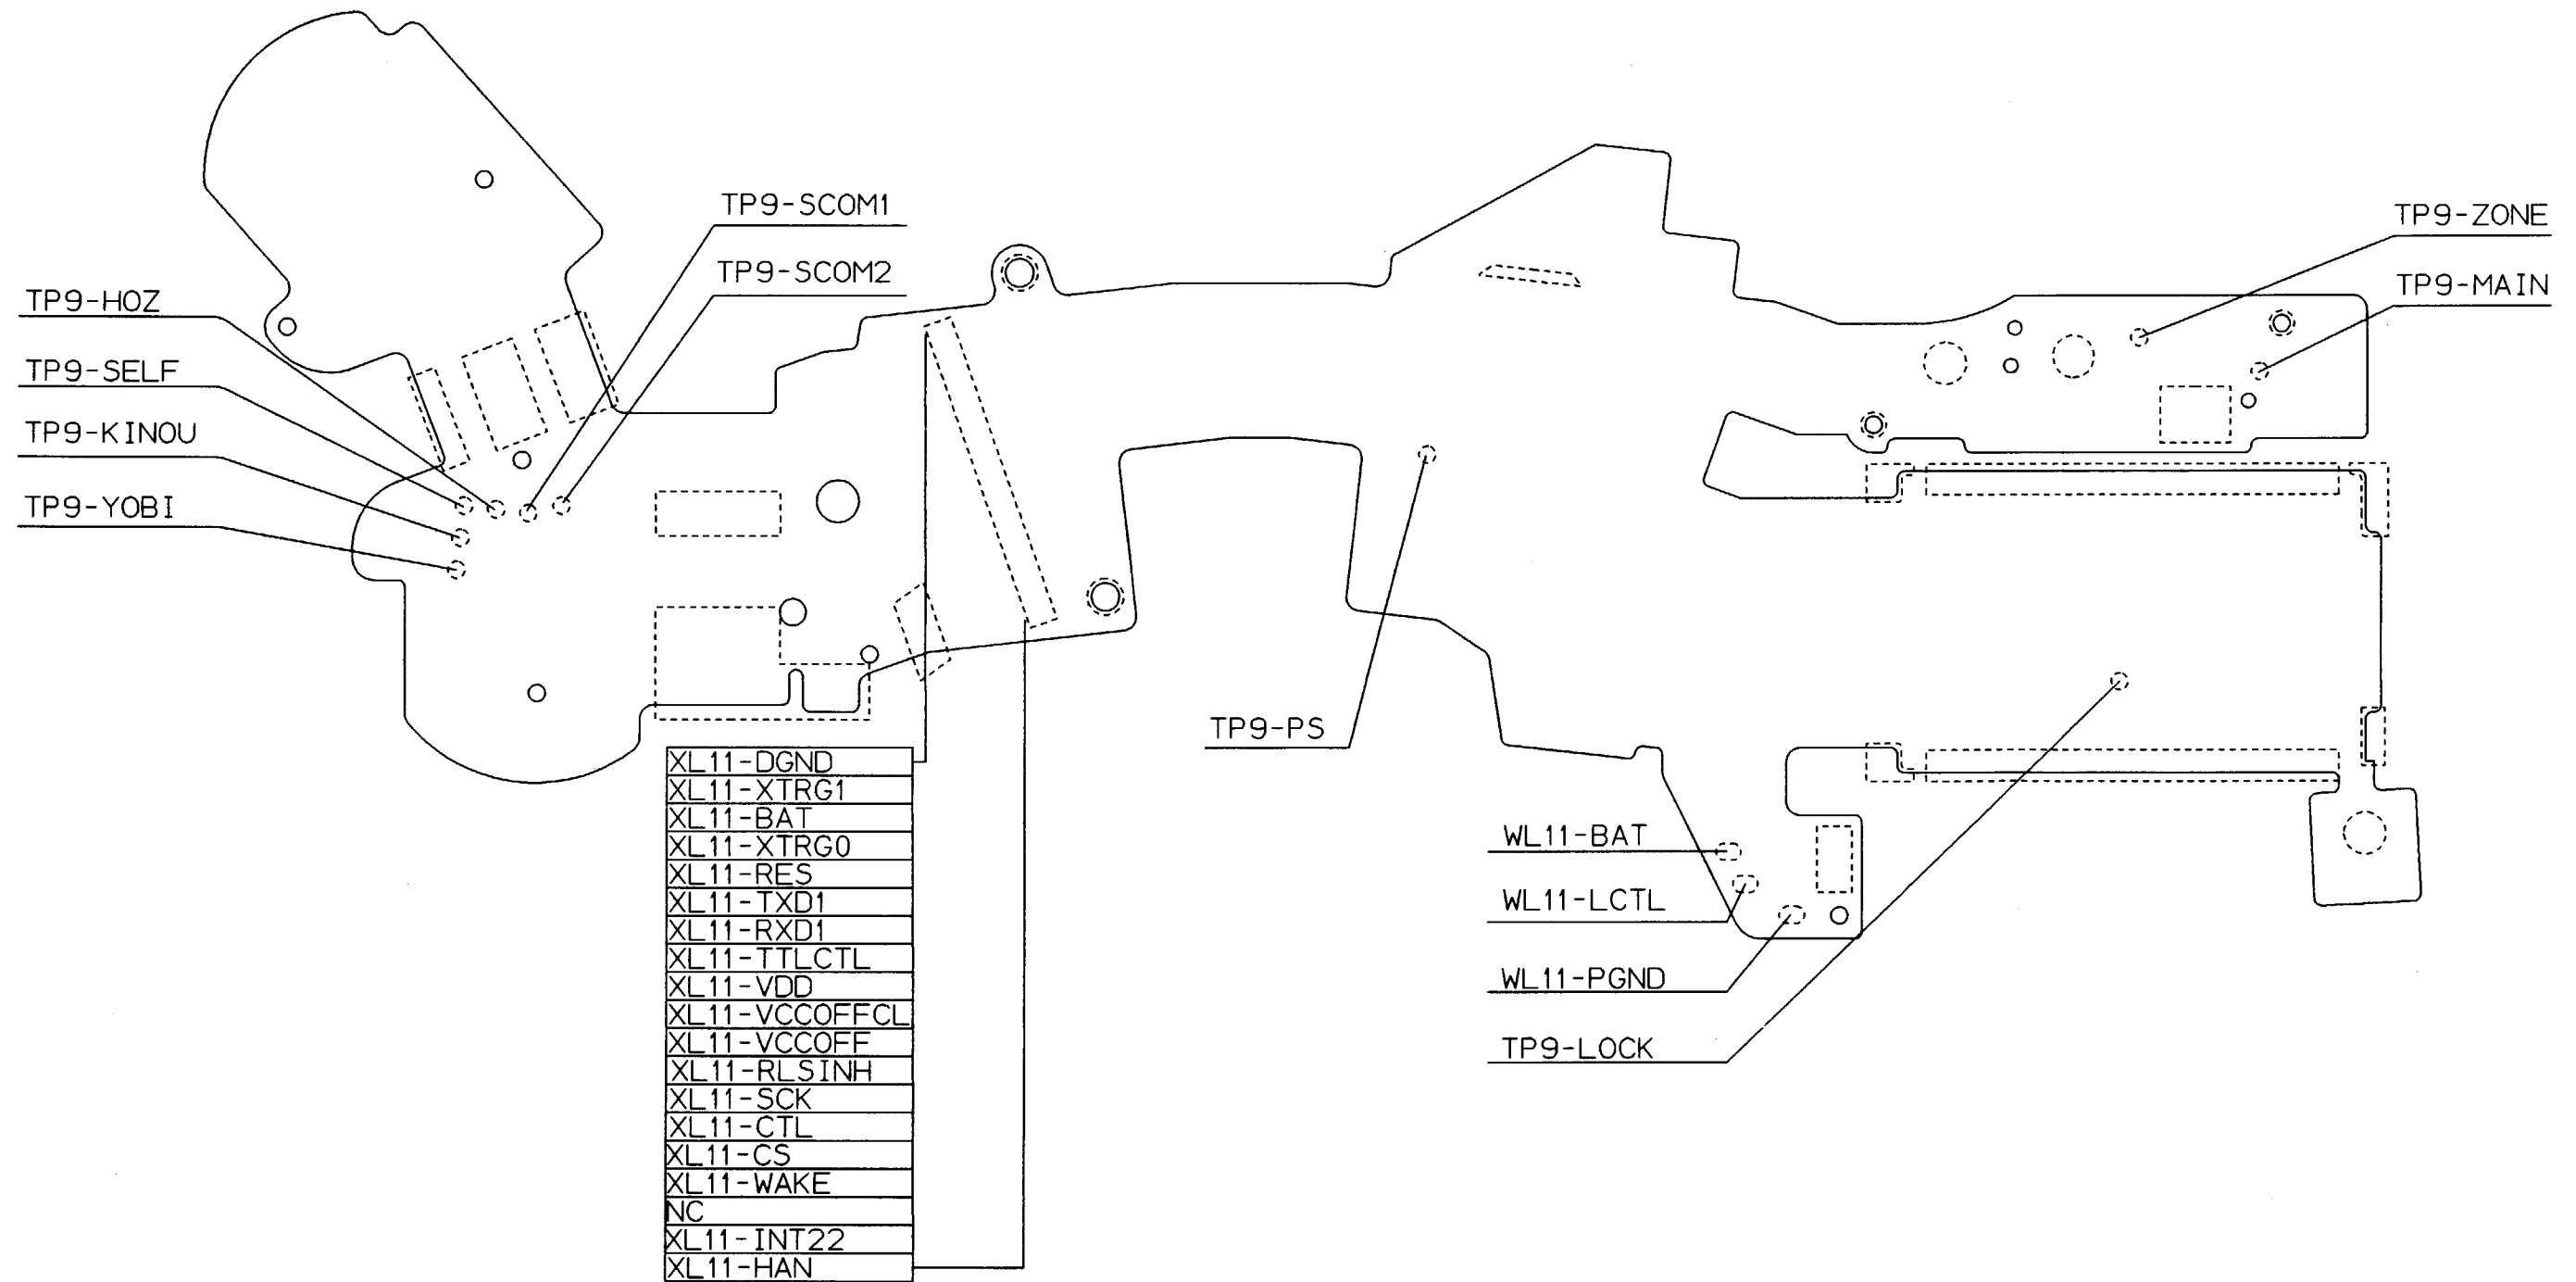 TP9-SCOM1
TP9-SCOM2
TP9-HOZ
TP9-SELF
TP9-KINOU
TP9-YOBI
TP9-ZONE
TP9-MAIN
TP9-PS
XL11-DGND
XL11-XTRG1
XL11-BAT
XL11-XTRG0
XL11-RES
XL11-TXD1
XL11-RXD1
XL11-TTLCTL
XL11-VDD
XL11-VCCOFFCL
XL11-VCCOFF
XL11-RLSINH
XL11-SCK
XL11-CTL
XL11-CS
XL11-WAKE
NC
XL11-INT22
XL11-HAN
WL11-BAT
WL11-LCTL
WL11-PGND
TP9-LOCK